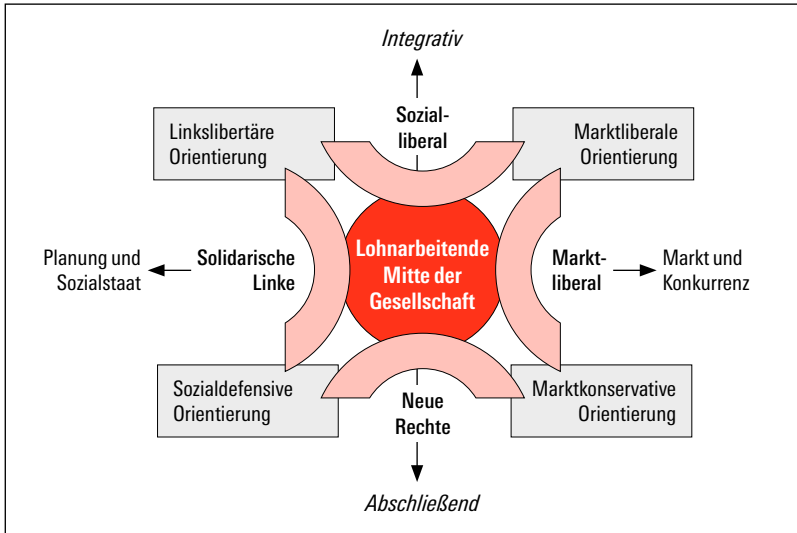 Integrativ
Sozial-
liberal
Linkslibertäre
Orientierung
Marktliberale
Orientierung
Planung und
Sozialstaat
Solidarische
Linke
Lohnarbeitende
Mitte der
Gesellschaft
Markt-
liberal
Markt und
Konkurrenz
Sozialdefensive
Orientierung
Neue
Rechte
Marktkonservative
Orientierung
Abschließend